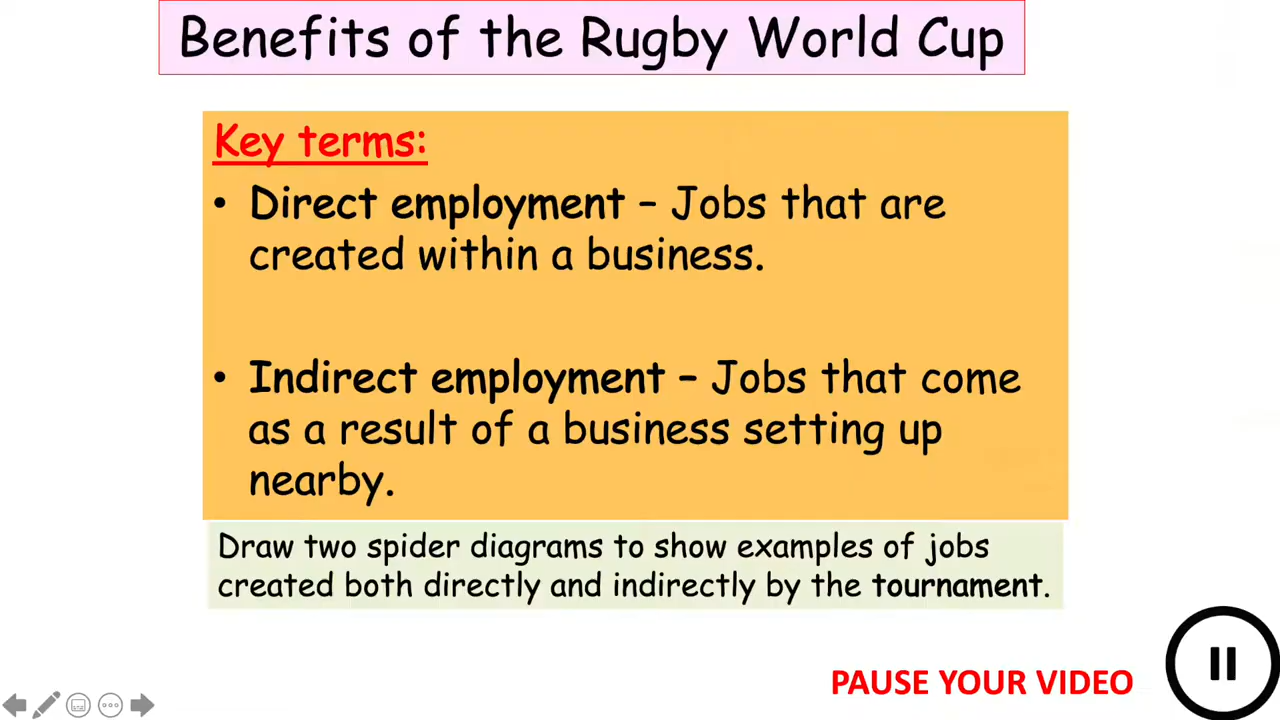 Benefits of the Rugby World Cup
Key terms:
• Direct employment – Jobs that are
created within a business.
• Indirect employment – Jobs that come
as a result of a business setting up
nearby.
Draw two spider diagrams to show examples of jobs
created both directly and indirectly by the tournament.
PAUSE YOUR VIDEO